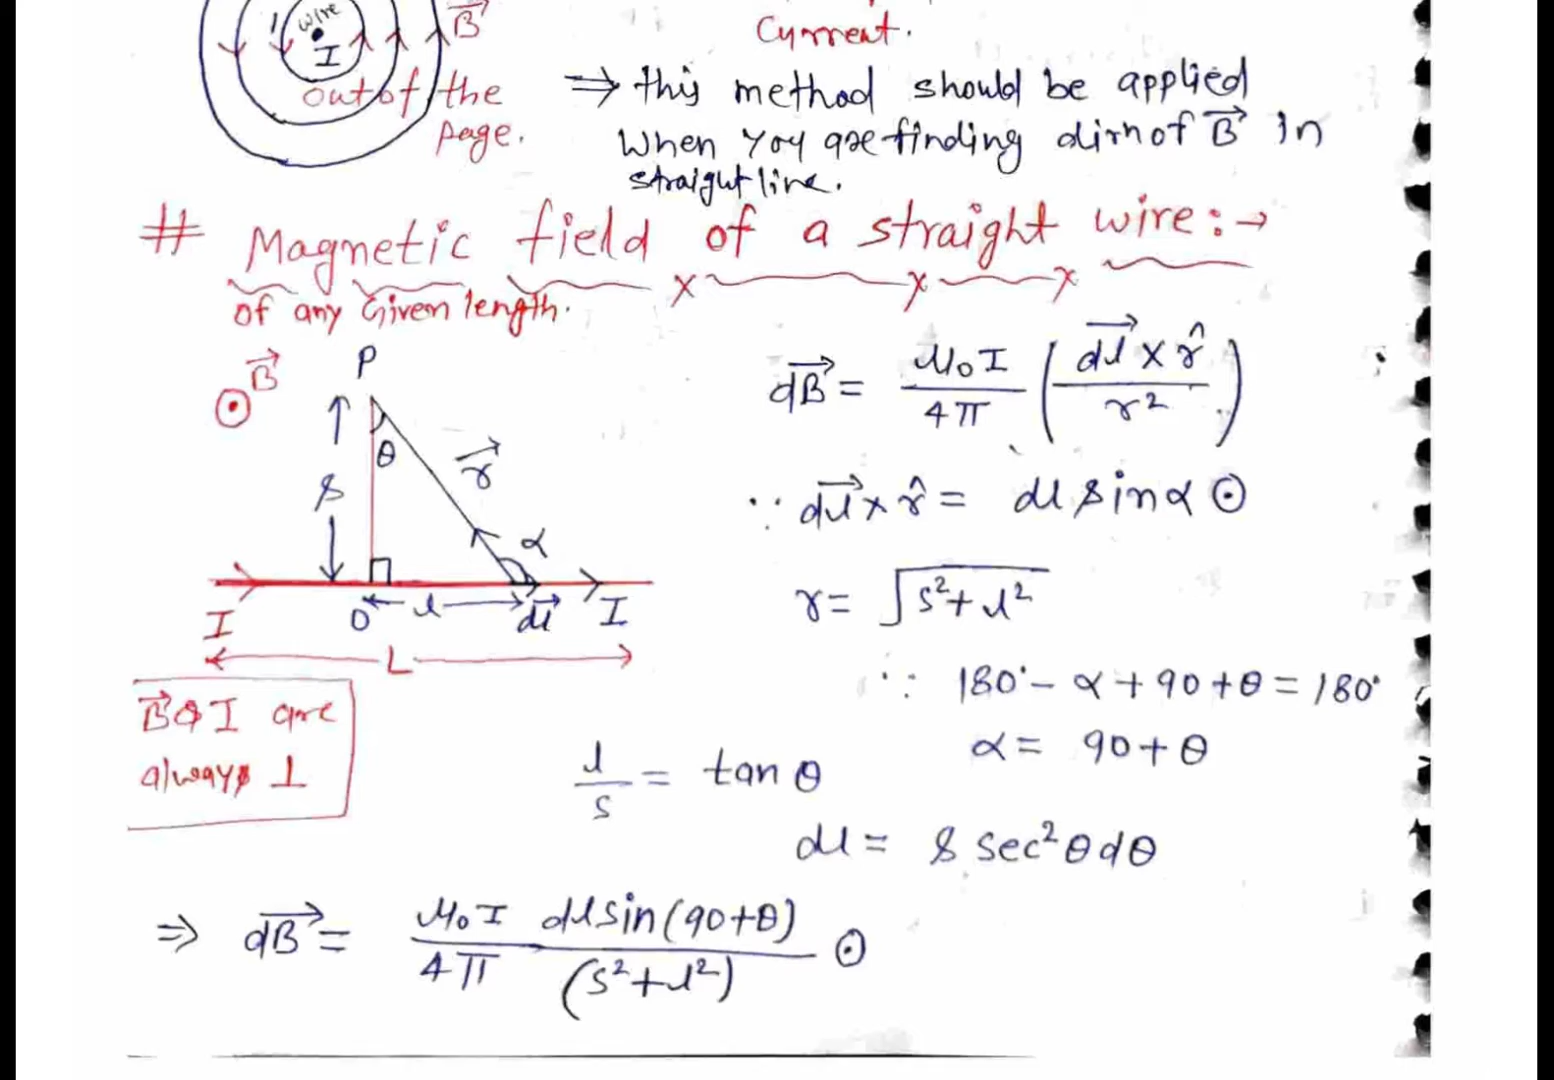 wire
I
B⃗
out of the
page.
Current.
⇒ this method should be applied
When you are finding dirn of B⃗ in
straight line.
# Magnetic field of a straight wire:→
of any Given length.
B⃗
P
θ
s
r⃗
α
I
O
l
dl⃗
I
L
dB⃗ = μ₀I/4π (dl⃗ × r̂ / r²)
∵ dl⃗ × r̂ = dl sinα ⊙
r = √(s²+l²)
∵ 180° - α + 90 + θ = 180°
α = 90 + θ
B⃗ & I are
always ⊥
l/s = tan θ
dl = s sec²θ dθ
⇒ dB⃗ = μ₀I/4π dl sin(90+θ)/(s²+l²) ⊙